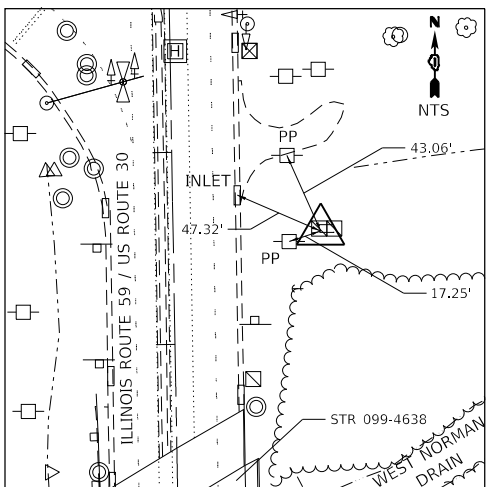 N
NTS
H
PP
43.06'
INLET
47.32'
PP
17.25'
ILLINOIS ROUTE 59 / US ROUTE 30
STR 099-4638
WEST NORMAN
DRAIN